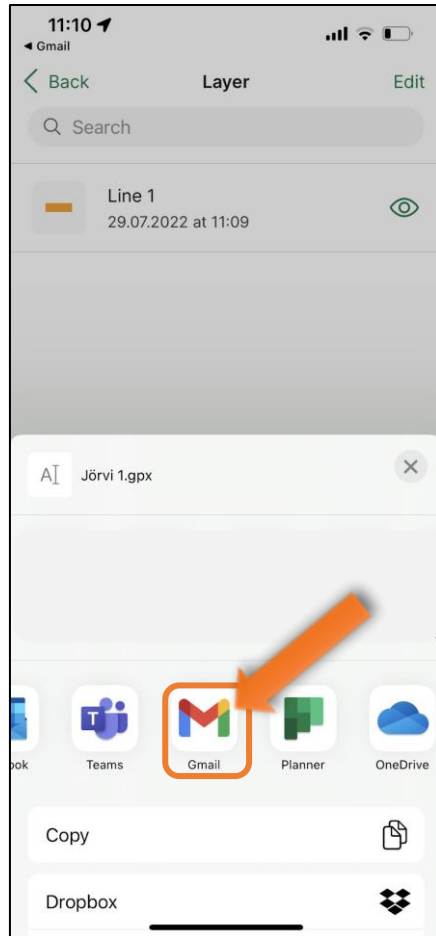 11:10
◄ Gmail
Back
Layer
Edit
Search
Line 1
29.07.2022 at 11:09
A
Jörvi 1.gpx
T
ook
Teams
Gmail
Planner
OneDrive
Copy
Dropbox